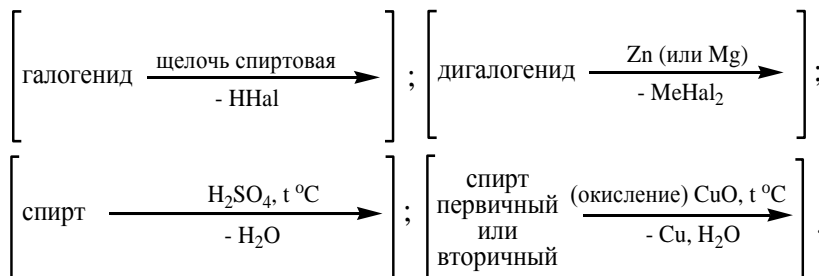 галогенид щелочь спиртовая - HHal ; дигалогенид Zn (или Mg) - MeHal₂ ;
спирт H₂SO₄, t °C - H₂O ; спирт первичный или вторичный (окисление) CuO, t °C - Cu, H₂O .